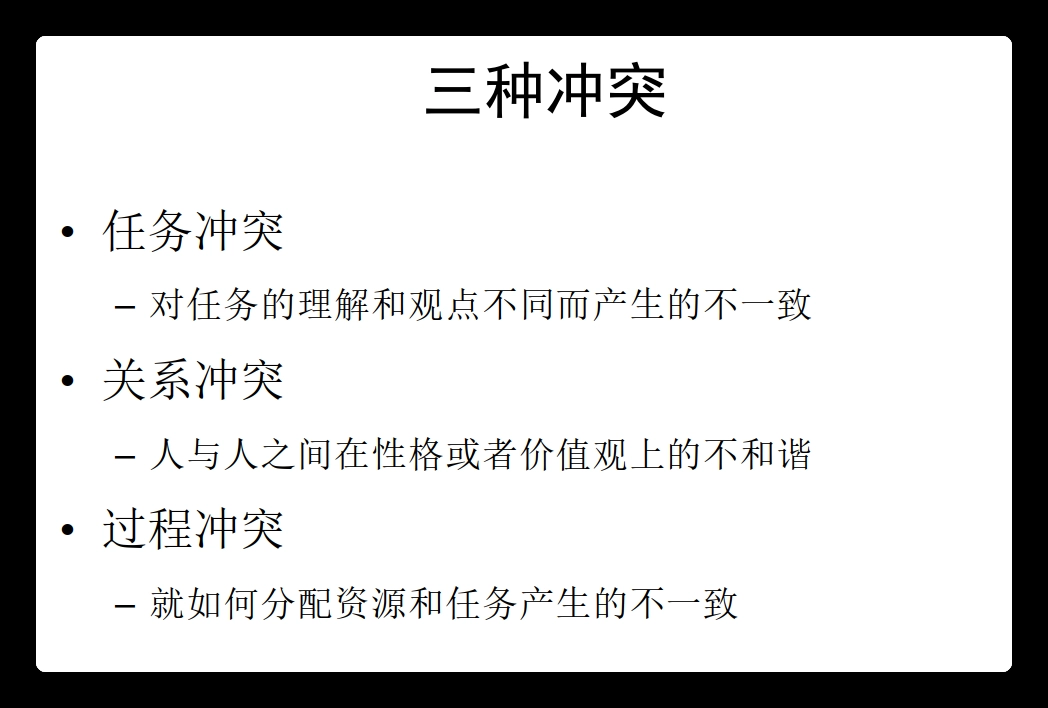 三种冲突
• 任务冲突
– 对任务的理解和观点不同而产生的不一致
• 关系冲突
– 人与人之间在性格或者价值观上的不和谐
• 过程冲突
– 就如何分配资源和任务产生的不一致